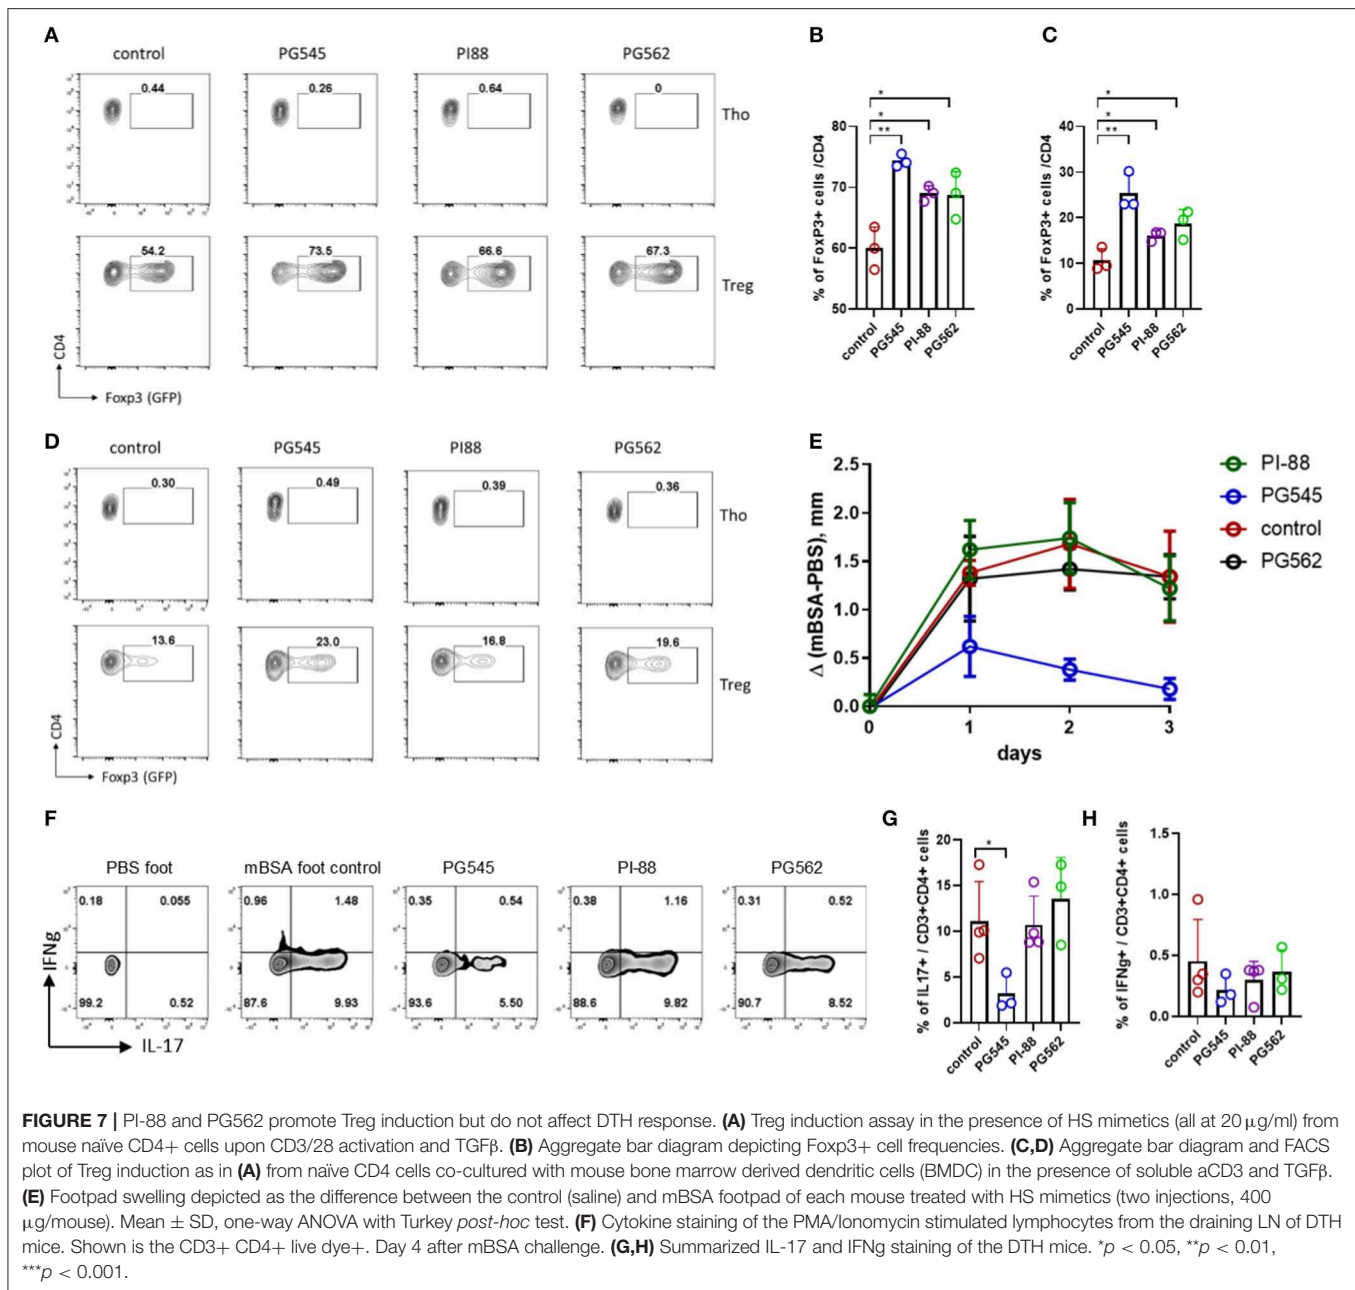 A
control PG545 PI88 PG562
0.44 0.26 0.64 0
Tho
54.2 73.5 66.6 67.3
Treg
CD4
Foxp3 (GFP)
B
% of FoxP3+ cells /CD4
80
70
60
50
* 
*
**
control PG545 PI-88 PG562
C
% of FoxP3+ cells /CD4
40
30
20
10
0
*
*
**
control PG545 PI-88 PG562
D
control PG545 PI88 PG562
0.30 0.49 0.39 0.36
Tho
13.6 23.0 16.8 19.6
Treg
CD4
Foxp3 (GFP)
E
Δ (mBSA-PBS), mm
2.5
2.0
1.5
1.0
0.5
0.0
0 1 2 3
days
PI-88
PG545
control
PG562
F
PBS foot mBSA foot control PG545 PI-88 PG562
0.18 0.055 0.96 1.48 0.35 0.54 0.38 1.16 0.31 0.52
99.2 0.52 87.6 9.93 93.6 5.50 88.6 9.82 90.7 8.52
IFNg
IL-17
G
% of IL17+ / CD3+CD4+ cells
20
15
10
5
0
*
control PG545 PI-88 PG562
H
% of IFNg+ / CD3+CD4+ cells
1.5
1.0
0.5
0.0
control PG545 PI-88 PG562
FIGURE 7 | PI-88 and PG562 promote Treg induction but do not affect DTH response. (A) Treg induction assay in the presence of HS mimetics (all at 20 μg/ml) from
mouse naïve CD4+ cells upon CD3/28 activation and TGFβ. (B) Aggregate bar diagram depicting Foxp3+ cell frequencies. (C,D) Aggregate bar diagram and FACS
plot of Treg induction as in (A) from naïve CD4 cells co-cultured with mouse bone marrow derived dendritic cells (BMDC) in the presence of soluble aCD3 and TGFβ.
(E) Footpad swelling depicted as the difference between the control (saline) and mBSA footpad of each mouse treated with HS mimetics (two injections, 400
μg/mouse). Mean ± SD, one-way ANOVA with Turkey post-hoc test. (F) Cytokine staining of the PMA/Ionomycin stimulated lymphocytes from the draining LN of DTH
mice. Shown is the CD3+ CD4+ live dye+. Day 4 after mBSA challenge. (G,H) Summarized IL-17 and IFNg staining of the DTH mice. *p < 0.05, **p < 0.01,
***p < 0.001.